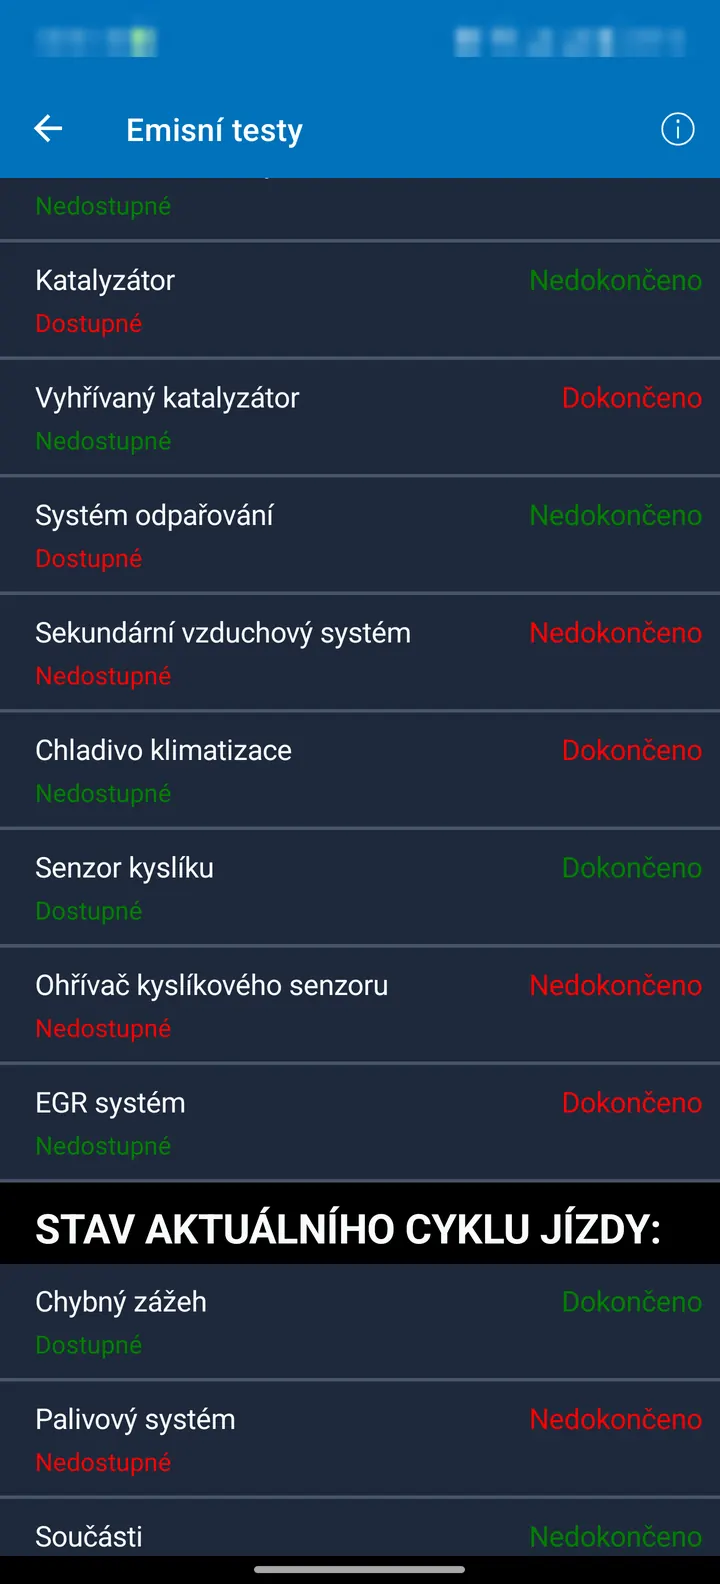 Emisní testy
Nedostupné
Katalyzátor
Nedokončeno
Dostupné
Vyhřívaný katalyzátor
Dokončeno
Nedostupné
Systém odpařování
Nedokončeno
Dostupné
Sekundární vzduchový systém
Nedokončeno
Nedostupné
Chladivo klimatizace
Dokončeno
Nedostupné
Senzor kyslíku
Dokončeno
Dostupné
Ohřívač kyslíkového senzoru
Nedokončeno
Nedostupné
EGR systém
Dokončeno
Nedostupné
STAV AKTUÁLNÍHO CYKLU JÍZDY:
Chybný zážeh
Dokončeno
Dostupné
Palivový systém
Nedokončeno
Nedostupné
Součásti
Nedokončeno